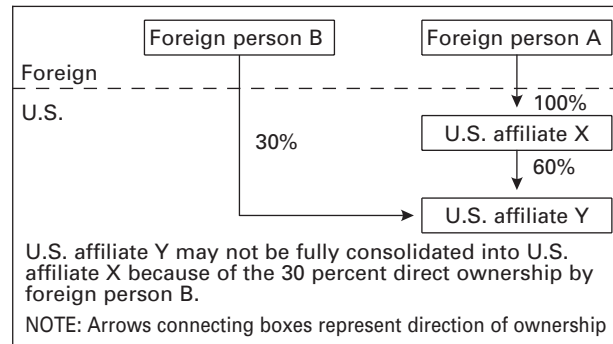 Foreign person B
Foreign person A
Foreign
U.S.
100%
U.S. affiliate X
30%
60%
U.S. affiliate Y
U.S. affiliate Y may not be fully consolidated into U.S.
affiliate X because of the 30 percent direct ownership by
foreign person B.
NOTE: Arrows connecting boxes represent direction of ownership